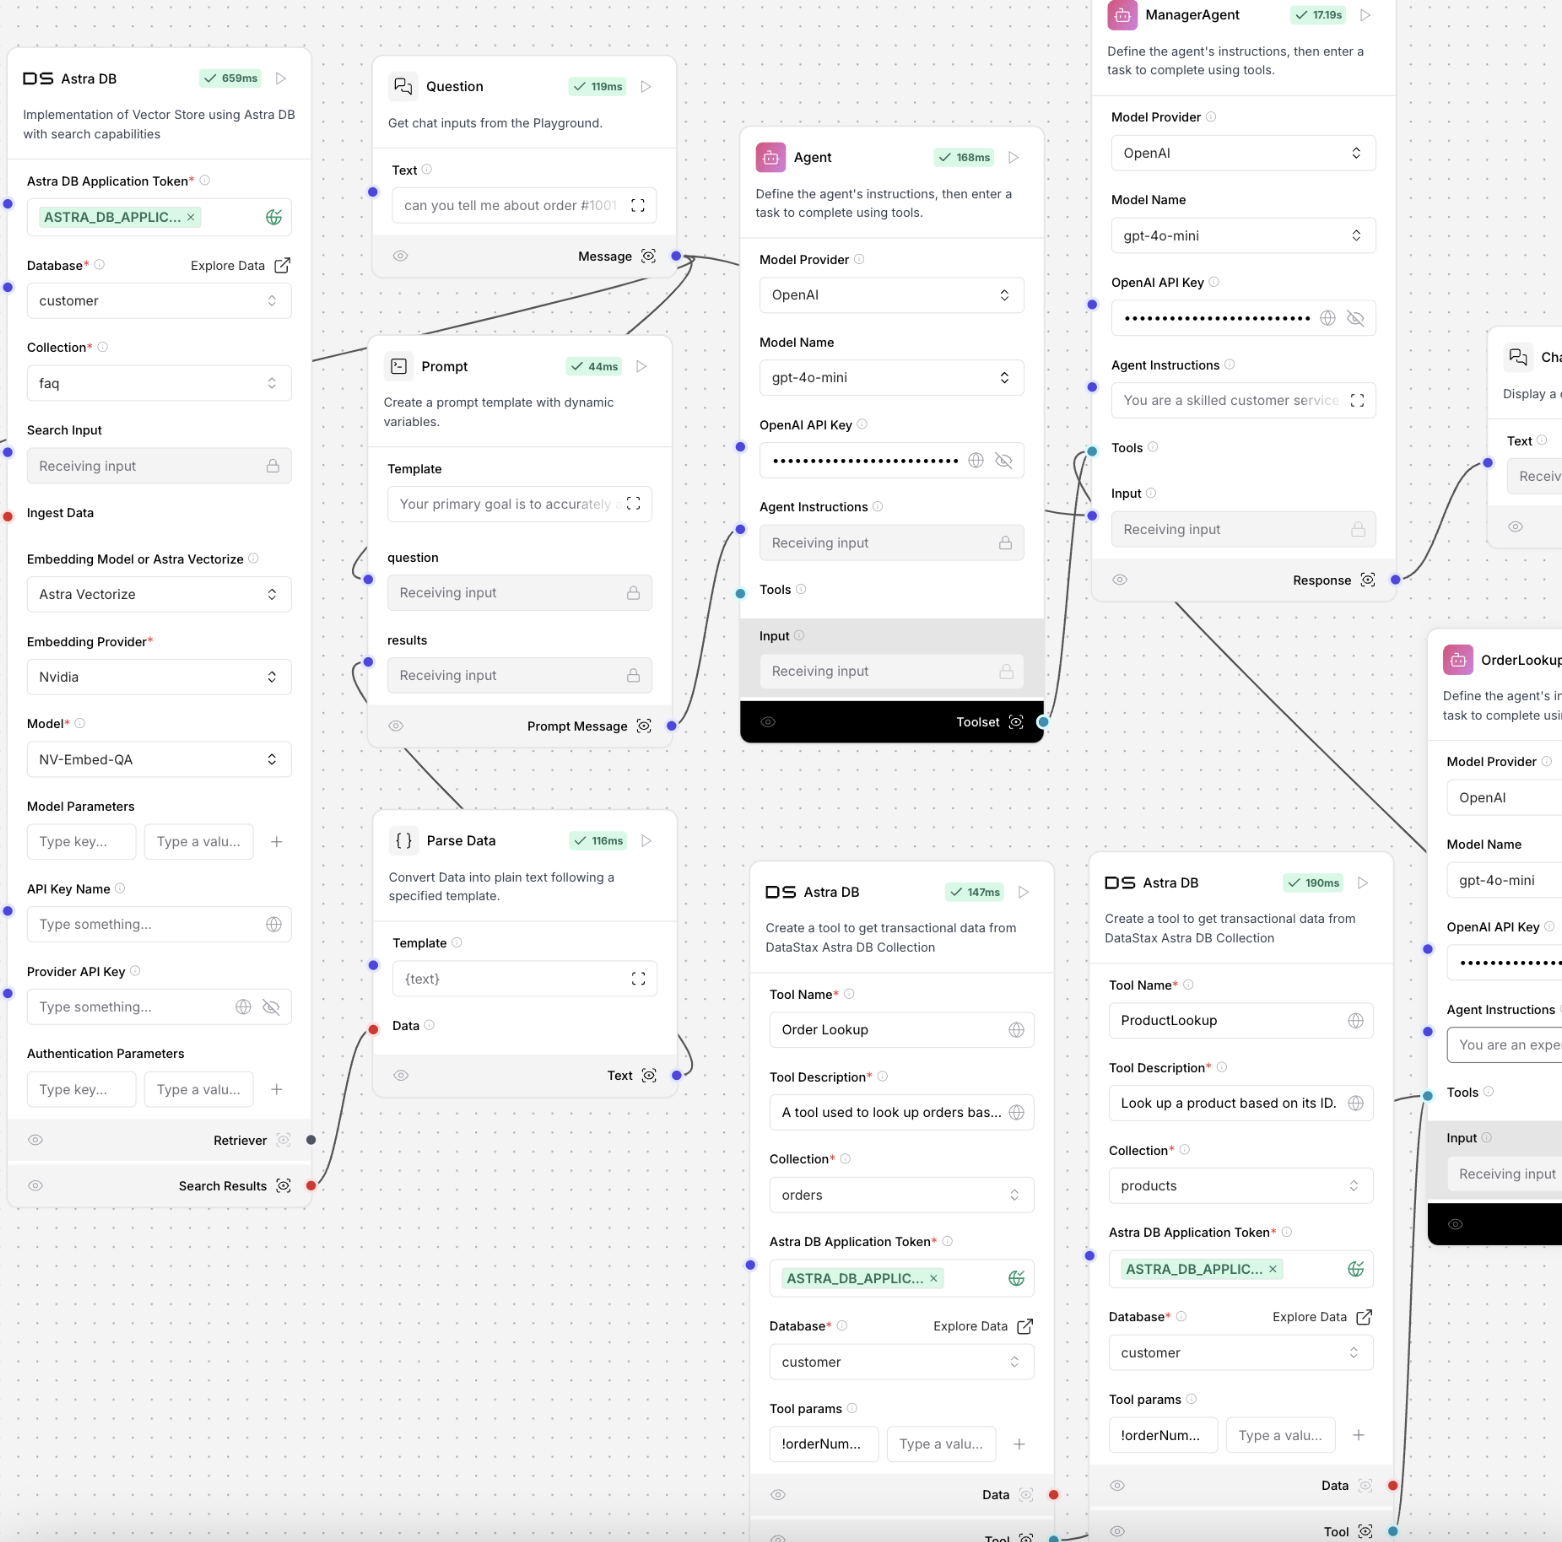 DS Astra DB
659ms
Implementation of Vector Store using Astra DB
with search capabilities
Astra DB Application Token*
ASTRA_DB_APPLIC... ×
Database*
Explore Data
customer
Collection*
faq
Search Input
Receiving input
Ingest Data
Embedding Model or Astra Vectorize
Astra Vectorize
Embedding Provider*
Nvidia
Model*
NV-Embed-QA
Model Parameters
Type key...
Type a valu...
API Key Name
Type something...
Provider API Key
Type something...
Authentication Parameters
Type key...
Type a valu...
Retriever
Search Results
Question
119ms
Get chat inputs from the Playground.
Text
can you tell me about order #1001
Message
Prompt
44ms
Create a prompt template with dynamic
variables.
Template
Your primary goal is to accurately a
question
Receiving input
results
Receiving input
Prompt Message
{ } Parse Data
116ms
Convert Data into plain text following a
specified template.
Template
{text}
Data
Text
Agent
168ms
Define the agent's instructions, then enter a
task to complete using tools.
Model Provider
OpenAI
Model Name
gpt-4o-mini
OpenAI API Key
•••••••••••••••••••••••••
Agent Instructions
Receiving input
Tools
Input
Receiving input
Toolset
DS Astra DB
147ms
Create a tool to get transactional data from
DataStax Astra DB Collection
Tool Name*
Order Lookup
Tool Description*
A tool used to look up orders bas...
Collection*
orders
Astra DB Application Token*
ASTRA_DB_APPLIC... ×
Database*
Explore Data
customer
Tool params
!orderNum...
Type a valu...
Data
Tool
ManagerAgent
17.19s
Define the agent's instructions, then enter a
task to complete using tools.
Model Provider
OpenAI
Model Name
gpt-4o-mini
OpenAI API Key
•••••••••••••••••••••••••
Agent Instructions
You are a skilled customer service
Tools
Input
Receiving input
Response
DS Astra DB
190ms
Create a tool to get transactional data from
DataStax Astra DB Collection
Tool Name*
ProductLookup
Tool Description*
Look up a product based on its ID.
Collection*
products
Astra DB Application Token*
ASTRA_DB_APPLIC... ×
Database*
Explore Data
customer
Tool params
!orderNum...
Type a valu...
Data
Tool
Cha
Display a
Text
Receiv
OrderLookup
Define the agent's in
task to complete usi
Model Provider
OpenAI
Model Name
gpt-4o-mini
OpenAI API Key
••••••••••••••
Agent Instructions
You are an expe
Tools
Input
Receiving input